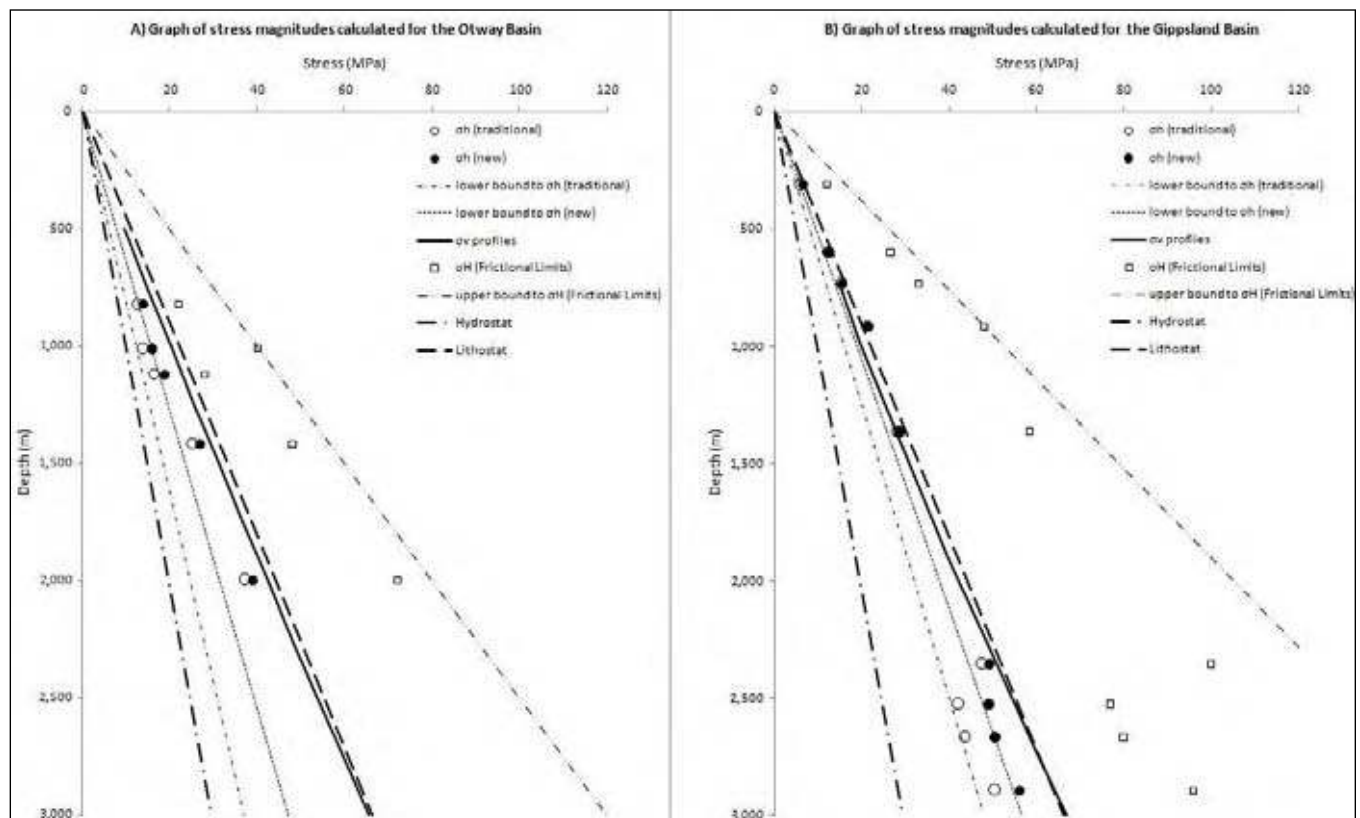 A) Graph of stress magnitudes calculated for the Otway Basin
Stress (MPa)
0 20 40 60 80 100 120
0
500
1,000
1,500
2,000
2,500
3,000
Depth (m)
σh (traditional)
σh (new)
lower bound to σh (traditional)
lower bound to σh (new)
σv profiles
σH (Frictional Limits)
upper bound to σH (Frictional Limits)
Hydrostat
Lithostat
B) Graph of stress magnitudes calculated for the Gippsland Basin
Stress (MPa)
0 20 40 60 80 100 120
0
500
1,000
1,500
2,000
2,500
3,000
Depth (m)
σh (traditional)
σh (new)
lower bound to σh (traditional)
lower bound to σh (new)
σv profiles
σH (Frictional Limits)
upper bound to σH (Frictional Limits)
Hydrostat
Lithostat